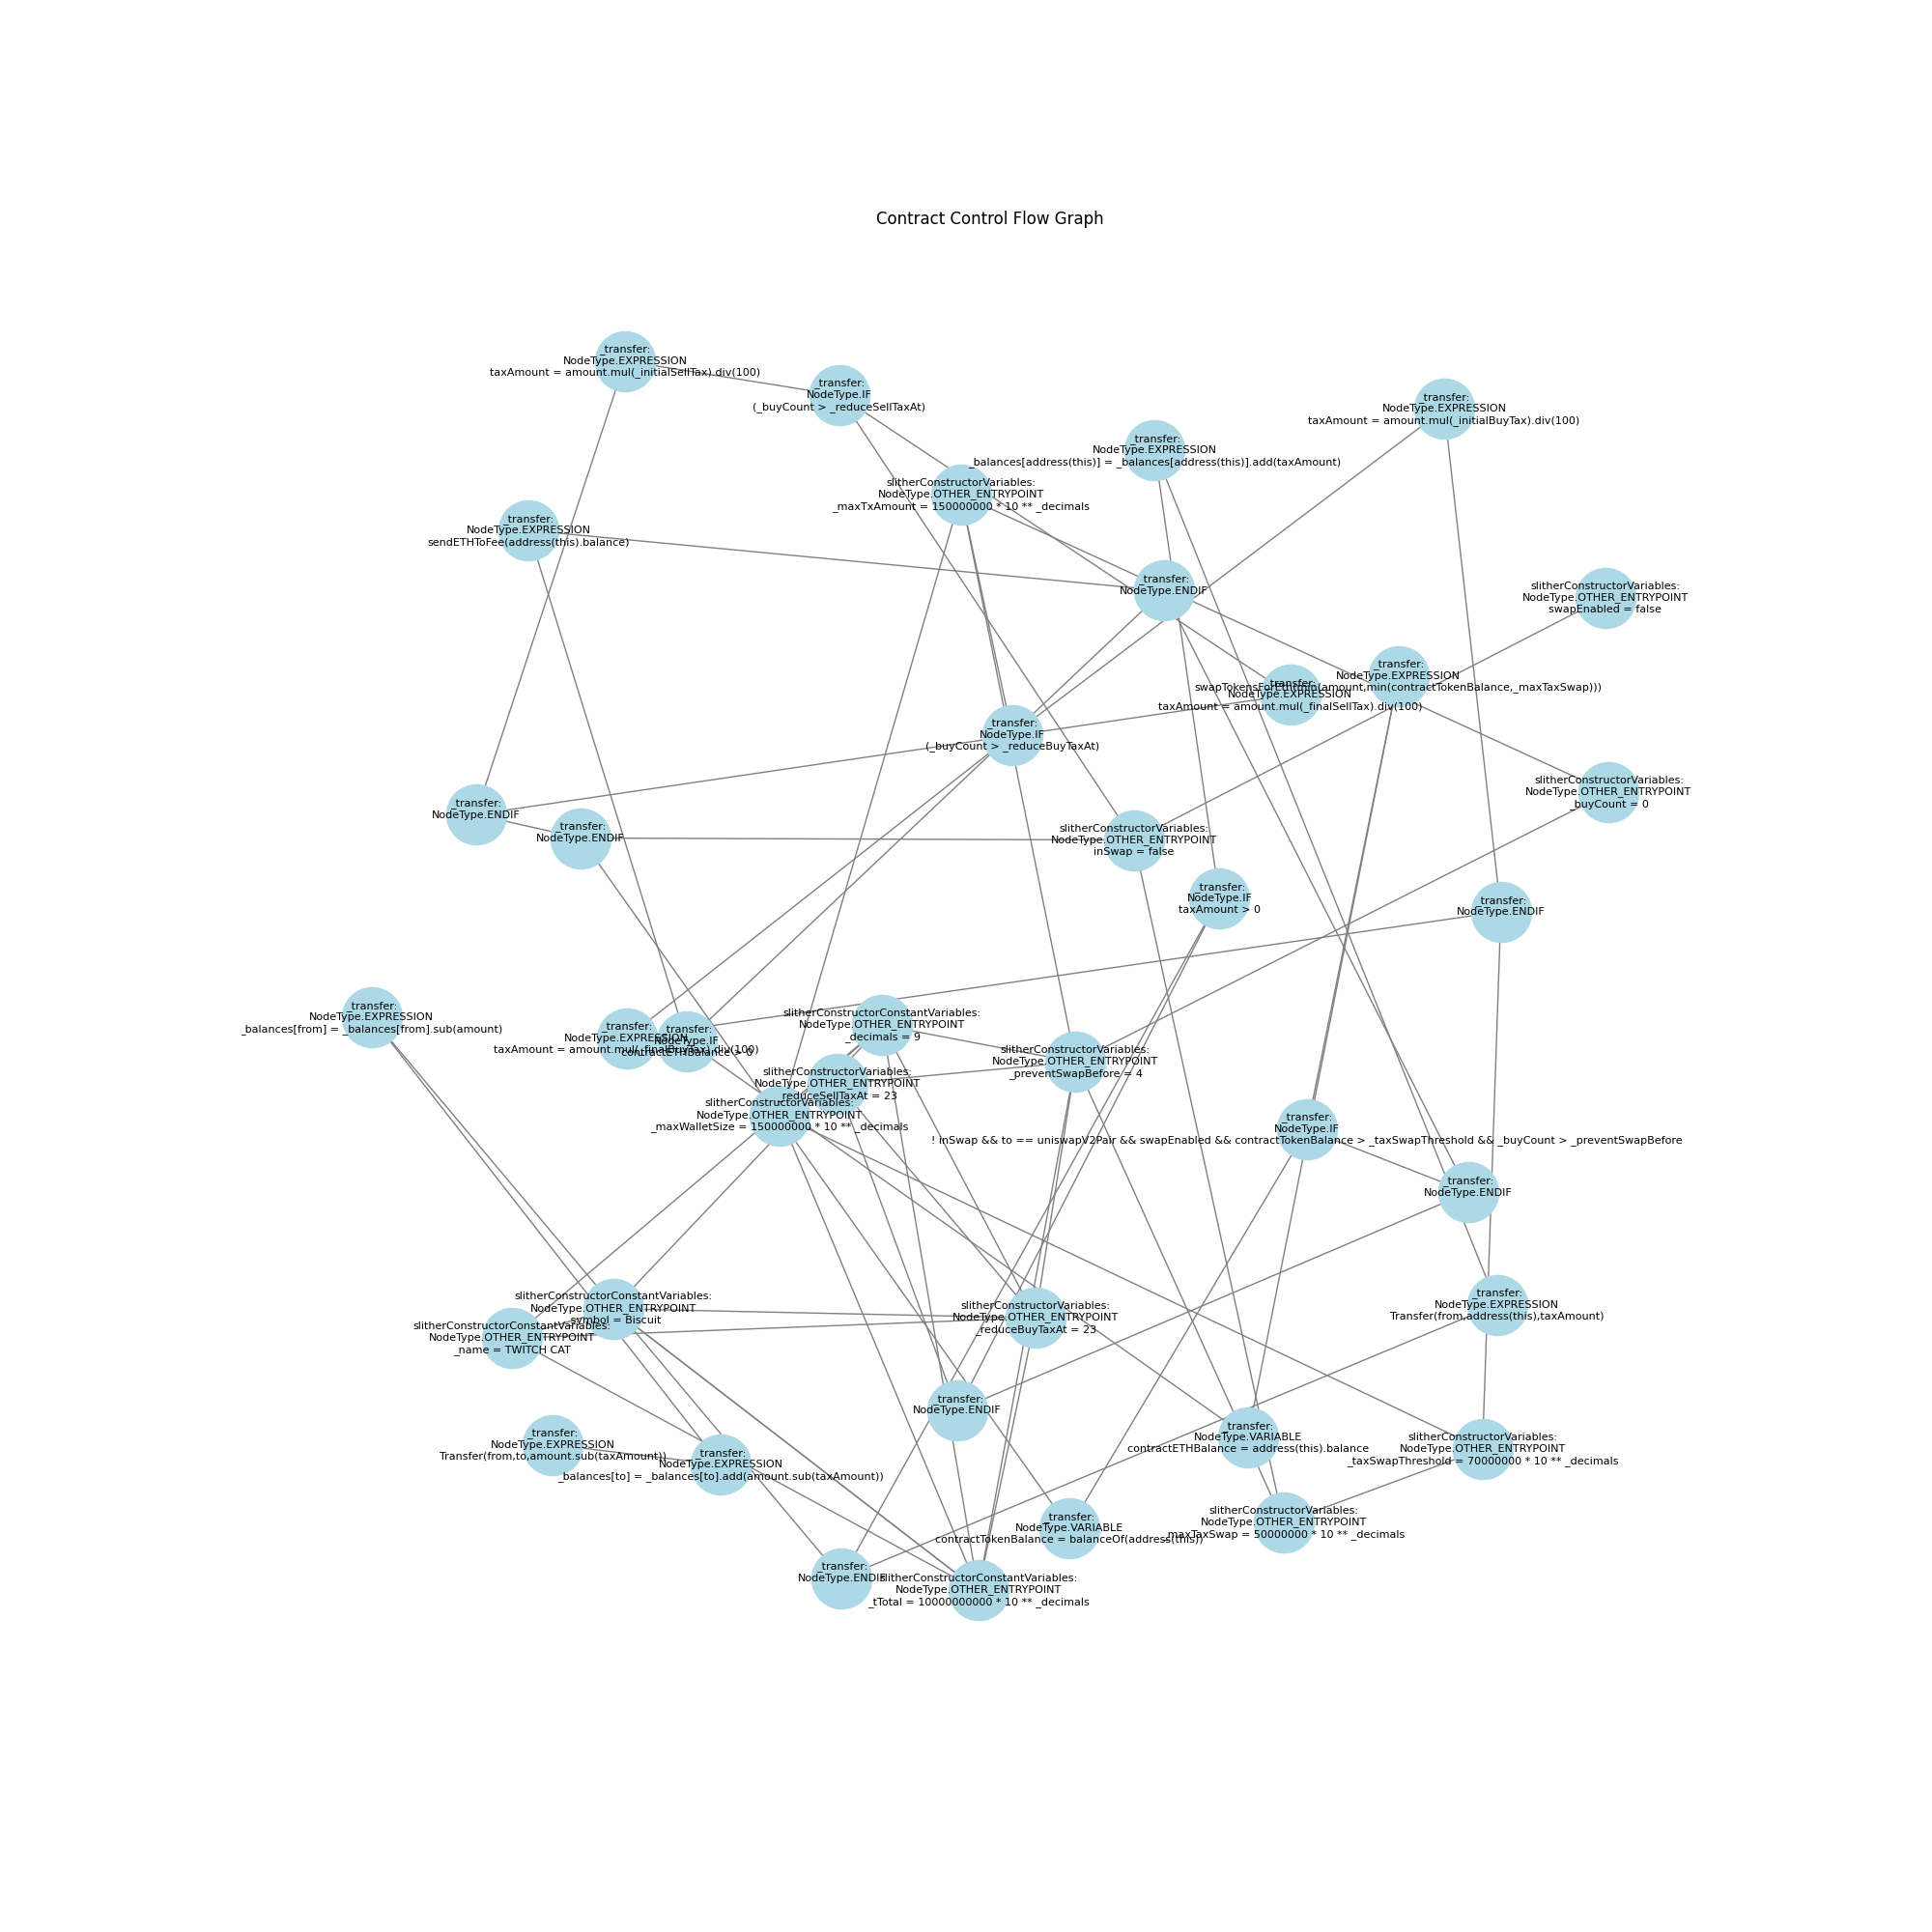 Contract Control Flow Graph
_transfer:
NodeType.EXPRESSION
taxAmount = amount.mul(_initialSellTax).div(100)
_transfer:
NodeType.IF
(_buyCount > _reduceSellTaxAt)
_transfer:
NodeType.EXPRESSION
taxAmount = amount.mul(_initialBuyTax).div(100)
_transfer:
NodeType.EXPRESSION
_balances[address(this)] = _balances[address(this)].add(taxAmount)
slitherConstructorVariables:
NodeType.OTHER_ENTRYPOINT
_maxTxAmount = 150000000 * 10 ** _decimals
_transfer:
NodeType.EXPRESSION
sendETHToFee(address(this).balance)
_transfer:
NodeType.ENDIF
slitherConstructorVariables:
NodeType.OTHER_ENTRYPOINT
swapEnabled = false
_transfer:
NodeType.EXPRESSION
swapTokensForEth(min(amount,min(contractTokenBalance,_maxTaxSwap)))
_transfer:
NodeType.EXPRESSION
taxAmount = amount.mul(_finalSellTax).div(100)
_transfer:
NodeType.IF
(_buyCount > _reduceBuyTaxAt)
slitherConstructorVariables:
NodeType.OTHER_ENTRYPOINT
_buyCount = 0
_transfer:
NodeType.ENDIF
_transfer:
NodeType.ENDIF
slitherConstructorVariables:
NodeType.OTHER_ENTRYPOINT
inSwap = false
_transfer:
NodeType.IF
taxAmount > 0
_transfer:
NodeType.ENDIF
_transfer:
NodeType.EXPRESSION
_balances[from] = _balances[from].sub(amount)
_transfer:
NodeType.EXPRESSION
taxAmount = amount.mul(_finalBuyTax).div(100)
_transfer:
NodeType.IF
contractETHBalance > 0
slitherConstructorConstantVariables:
NodeType.OTHER_ENTRYPOINT
_decimals = 9
slitherConstructorVariables:
NodeType.OTHER_ENTRYPOINT
_preventSwapBefore = 4
slitherConstructorVariables:
NodeType.OTHER_ENTRYPOINT
_reduceSellTaxAt = 23
slitherConstructorVariables:
NodeType.OTHER_ENTRYPOINT
_maxWalletSize = 150000000 * 10 ** _decimals
_transfer:
NodeType.IF
! inSwap && to == uniswapV2Pair && swapEnabled && contractTokenBalance > _taxSwapThreshold && _buyCount > _preventSwapBefore
_transfer:
NodeType.ENDIF
slitherConstructorConstantVariables:
NodeType.OTHER_ENTRYPOINT
_symbol = Biscuit
slitherConstructorConstantVariables:
NodeType.OTHER_ENTRYPOINT
_name = TWITCH CAT
slitherConstructorVariables:
NodeType.OTHER_ENTRYPOINT
_reduceBuyTaxAt = 23
_transfer:
NodeType.EXPRESSION
Transfer(from,address(this),taxAmount)
_transfer:
NodeType.ENDIF
_transfer:
NodeType.VARIABLE
contractETHBalance = address(this).balance
slitherConstructorVariables:
NodeType.OTHER_ENTRYPOINT
_taxSwapThreshold = 70000000 * 10 ** _decimals
_transfer:
NodeType.EXPRESSION
Transfer(from,to,amount.sub(taxAmount))
_transfer:
NodeType.EXPRESSION
_balances[to] = _balances[to].add(amount.sub(taxAmount))
_transfer:
NodeType.VARIABLE
contractTokenBalance = balanceOf(address(this))
slitherConstructorVariables:
NodeType.OTHER_ENTRYPOINT
_maxTaxSwap = 50000000 * 10 ** _decimals
_transfer:
NodeType.ENDIF
slitherConstructorConstantVariables:
NodeType.OTHER_ENTRYPOINT
_tTotal = 10000000000 * 10 ** _decimals